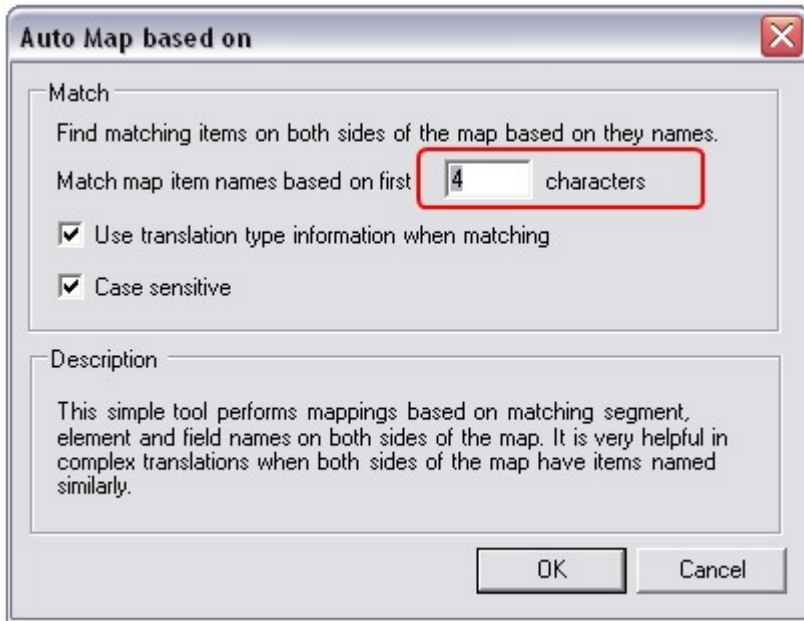 Auto Map based on
Match
Find matching items on both sides of the map based on they names.
Match map item names based on first 4 characters
Use translation type information when matching
Case sensitive
Description
This simple tool performs mappings based on matching segment,
element and field names on both sides of the map. It is very helpful in
complex translations when both sides of the map have items named
similarly.
OK Cancel